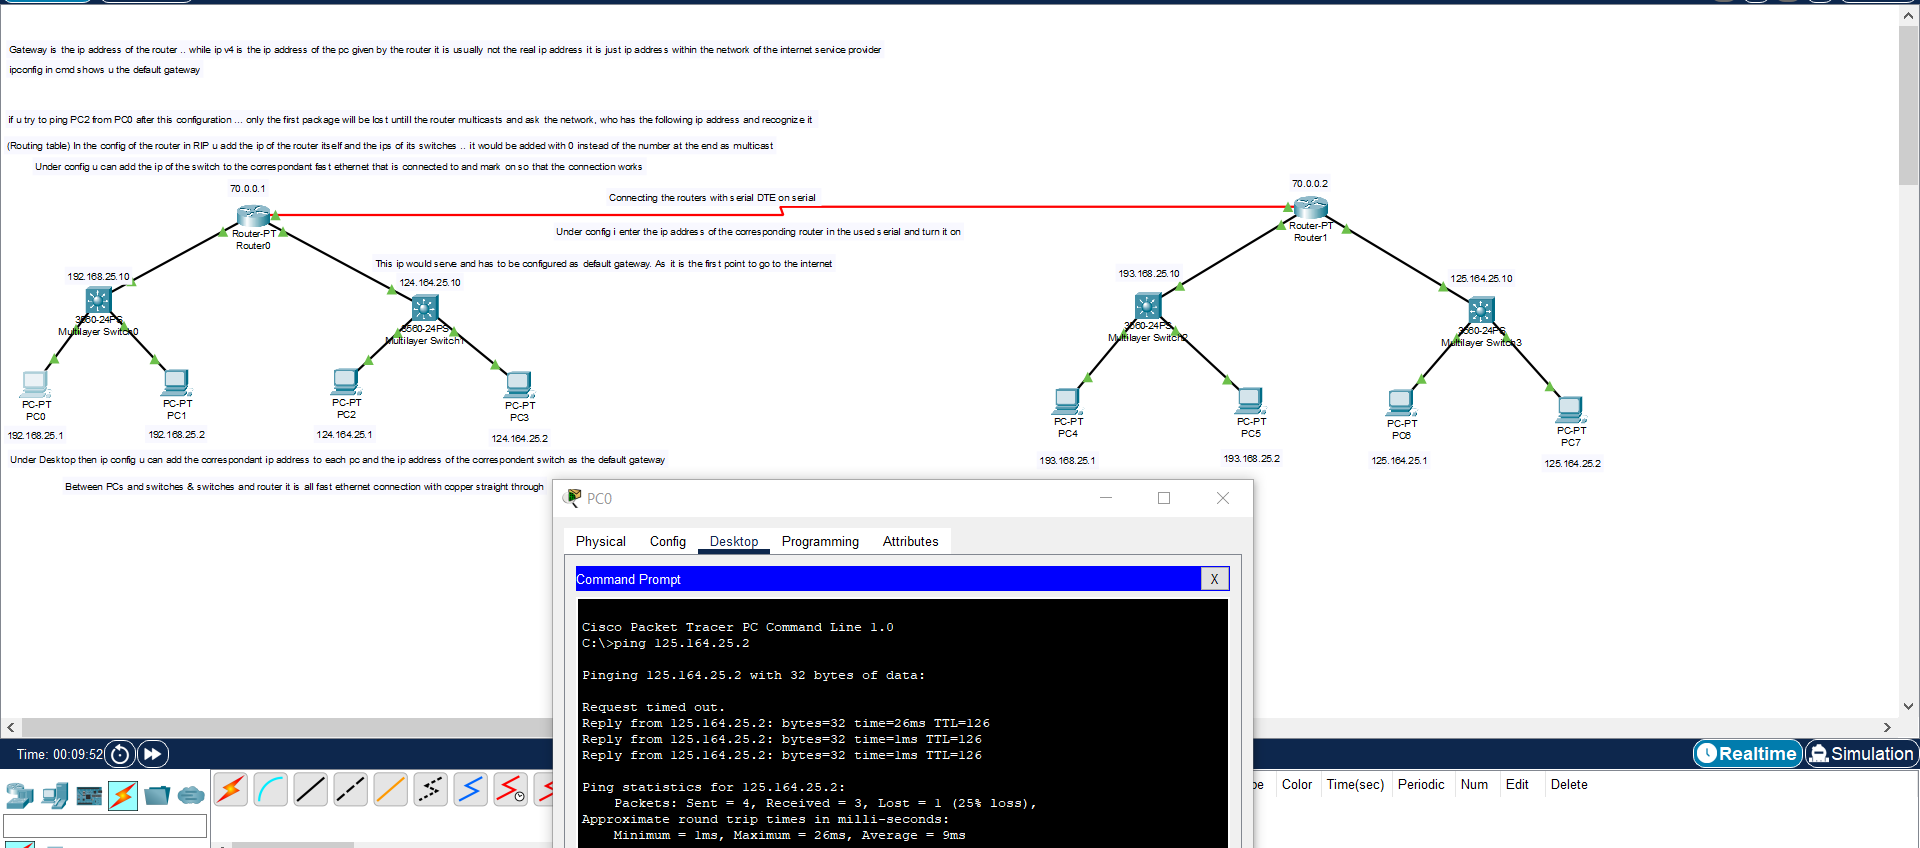 Gateway is the ip address of the router .. while ip v4 is the ip address of the pc given by the router it is usually not the real ip address it is just ip address within the network of the internet service provider
ipconfig in cmd shows u the default gateway
if u try to ping PC2 from PC0 after this configuration ... only the first package will be lost untill the router multicasts and ask the network, who has the following ip address and recognize it
(Routing table) In the config of the router in RIP u add the ip of the router itself and the ips of its switches .. it would be added with 0 instead of the number at the end as multicast
Under config u can add the ip of the switch to the correspondant fast ethernet that is connected to and mark on so that the connection works
70.0.0.1
70.0.0.2
Connecting the routers with serial DTE on serial
Router-PT
Router0
Router-PT
Router1
Under config i enter the ip address of the corresponding router in the used serial and turn it on
This ip would serve and has to be configured as default gateway. As it is the first point to go to the internet
192.168.25.10
124.164.25.10
193.168.25.10
125.164.25.10
3560-24PS
Multilayer Switch0
3560-24PS
Multilayer Switch1
3560-24PS
Multilayer Switch2
3560-24PS
Multilayer Switch3
PC-PT
PC0
PC-PT
PC1
PC-PT
PC2
PC-PT
PC3
PC-PT
PC4
PC-PT
PC5
PC-PT
PC6
PC-PT
PC7
192.168.25.1
192.168.25.2
124.164.25.1
124.164.25.2
193.168.25.1
193.168.25.2
125.164.25.1
125.164.25.2
Under Desktop then ip config u can add the correspondant ip address to each pc and the ip address of the correspondent switch as the default gateway
Between PCs and switches & switches and router it is all fast ethernet connection with copper straight through
PC0
Physical Config Desktop Programming Attributes
Command Prompt
X
Cisco Packet Tracer PC Command Line 1.0
C:\>ping 125.164.25.2
Pinging 125.164.25.2 with 32 bytes of data:
Request timed out.
Reply from 125.164.25.2: bytes=32 time=26ms TTL=126
Reply from 125.164.25.2: bytes=32 time=1ms TTL=126
Reply from 125.164.25.2: bytes=32 time=1ms TTL=126
Ping statistics for 125.164.25.2:
Packets: Sent = 4, Received = 3, Lost = 1 (25% loss),
Approximate round trip times in milli-seconds:
Minimum = 1ms, Maximum = 26ms, Average = 9ms
Time: 00:09:52
Realtime
Simulation
Color Time(sec) Periodic Num Edit Delete